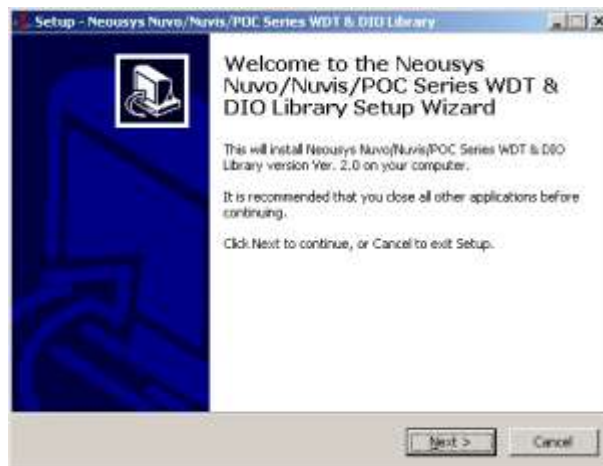 Setup - Neousys Nuvo/Nuvis/POC Series WDT & DIO Library
Welcome to the Neousys
Nuvo/Nuvis/POC Series WDT &
DIO Library Setup Wizard
This will install Neousys Nuvo/Nuvis/POC Series WDT & DIO
Library version Ver. 2.0 on your computer.
It is recommended that you close all other applications before
continuing.
Click Next to continue, or Cancel to exit Setup.
Next >
Cancel